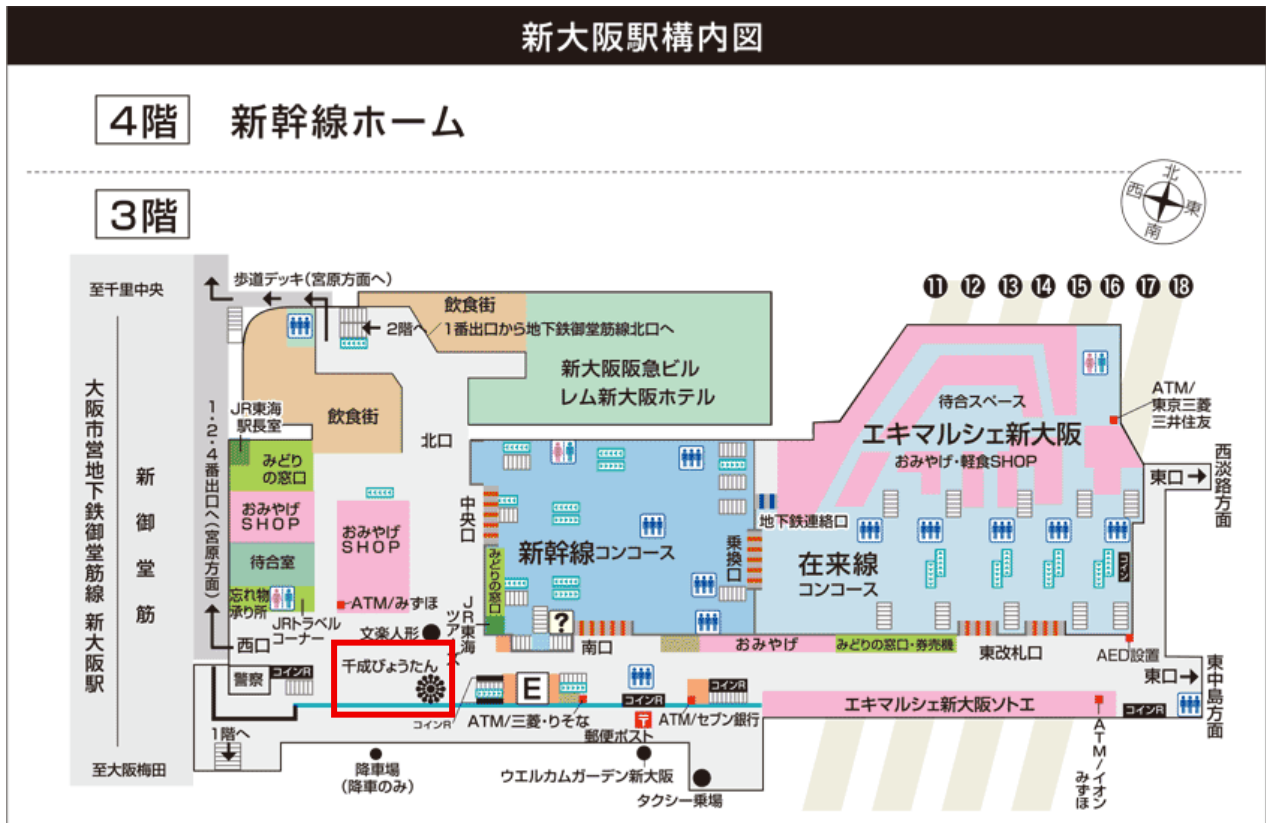 新大阪駅構内図
4階 新幹線ホーム
3階
北
西
東
南
至千里中央
大阪市営地下鉄御堂筋線 新大阪駅
新御堂筋
至大阪梅田
歩道デッキ(宮原方面へ)
1・2・4番出口へ(宮原方面)
飲食街
2階へ/1番出口から地下鉄御堂筋線北口へ
新大阪阪急ビル
レム新大阪ホテル
飲食街
北口
JR東海
駅長室
みどり
の窓口
おみやげ
SHOP
待合室
忘れ物
承り所
JRトラベル
コーナー
おみやげ
SHOP
ATM/みずほ
文楽人形
千成びょうたん
西口
警察
コインR
1階へ
降車場
(降車のみ)
中央口
みどりの窓口
JR東海
ツアーズ
新幹線コンコース
乗換口
地下鉄連絡口
?
南口
おみやげ
みどりの窓口・券売機
東改札口
AED設置
⑪
⑫
⑬
⑭
⑮
⑯
⑰
⑱
待合スペース
エキマルシェ新大阪
おみやげ・軽食SHOP
ATM/
東京三菱
三井住友
東口
西淡路方面
在来線
コンコース
コイン
東口
東中島方面
コインR
E
ATM/三菱・りそな
コインR
郵便ポスト
コインR
ATM/セブン銀行
エキマルシェ新大阪ソトエ
コインR
ATM/イオン
みずほ
ウエルカムガーデン新大阪
タクシー乗場